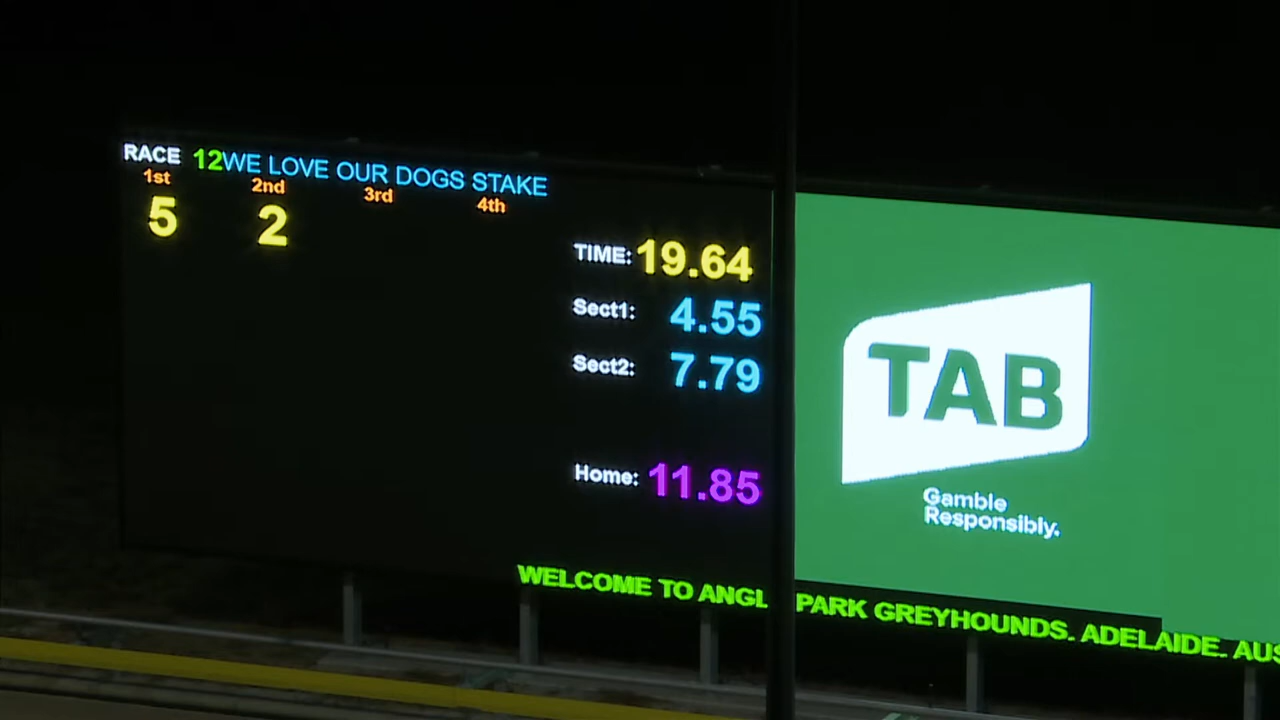 RACE 12WE LOVE OUR DOGS STAKE
1st 2nd 3rd 4th
5 2
TIME: 19.64
Sect1: 4.55
Sect2: 7.79
Home: 11.85
TAB
Gamble
Responsibly.
WELCOME TO ANGL PARK GREYHOUNDS. ADELAIDE. AUS